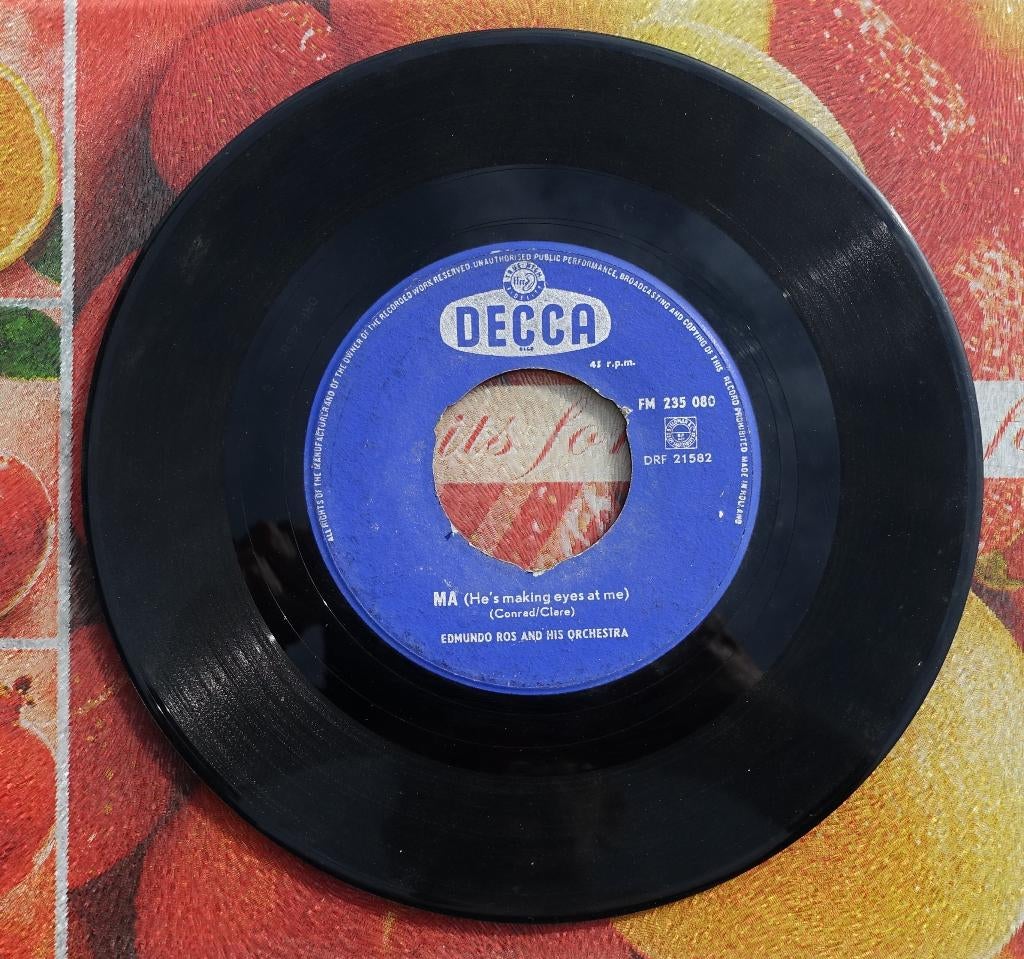 ALL RIGHTS OF THE MANUFACTURER AND OF THE OWNER OF THE RECORDED WORK RESERVED. UNAUTHORISED PUBLIC PERFORMANCE, BROADCASTING AND COPYING OF THIS RECORD PROHIBITED MADE IN HOLLAND
DECCA
45 r.p.m.
FM 235 080
DRF 21582
its for
MA (He's making eyes at me)
(Conrad/Clare)
EDMUNDO ROS AND HIS ORCHESTRA